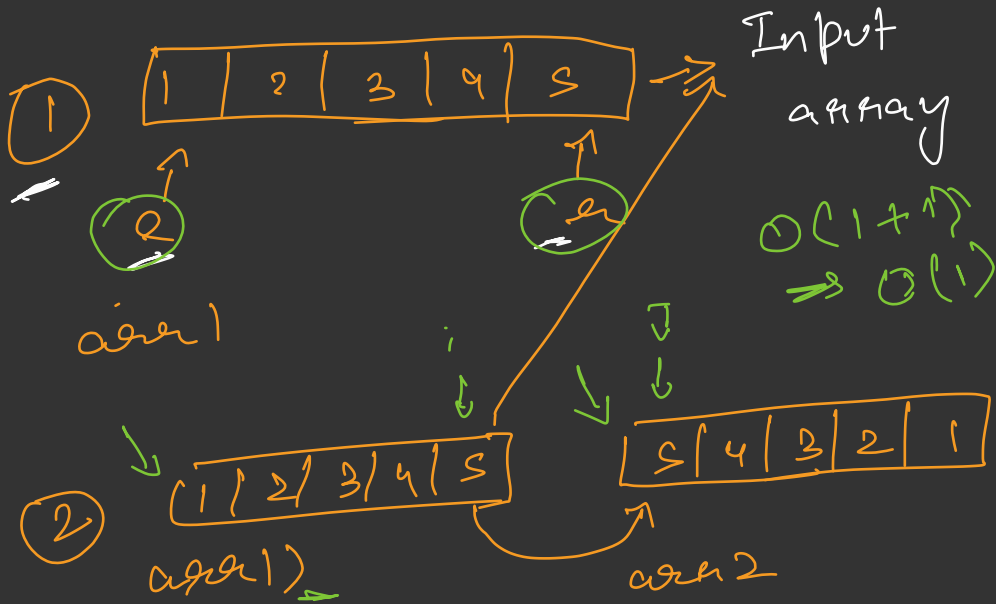 Input
array
① 1 2 3 4 5
l r
arr1
O(1+1)
⇒ O(1)
i J
② 1 2 3 4 5 5 4 3 2 1
arr1 arr2